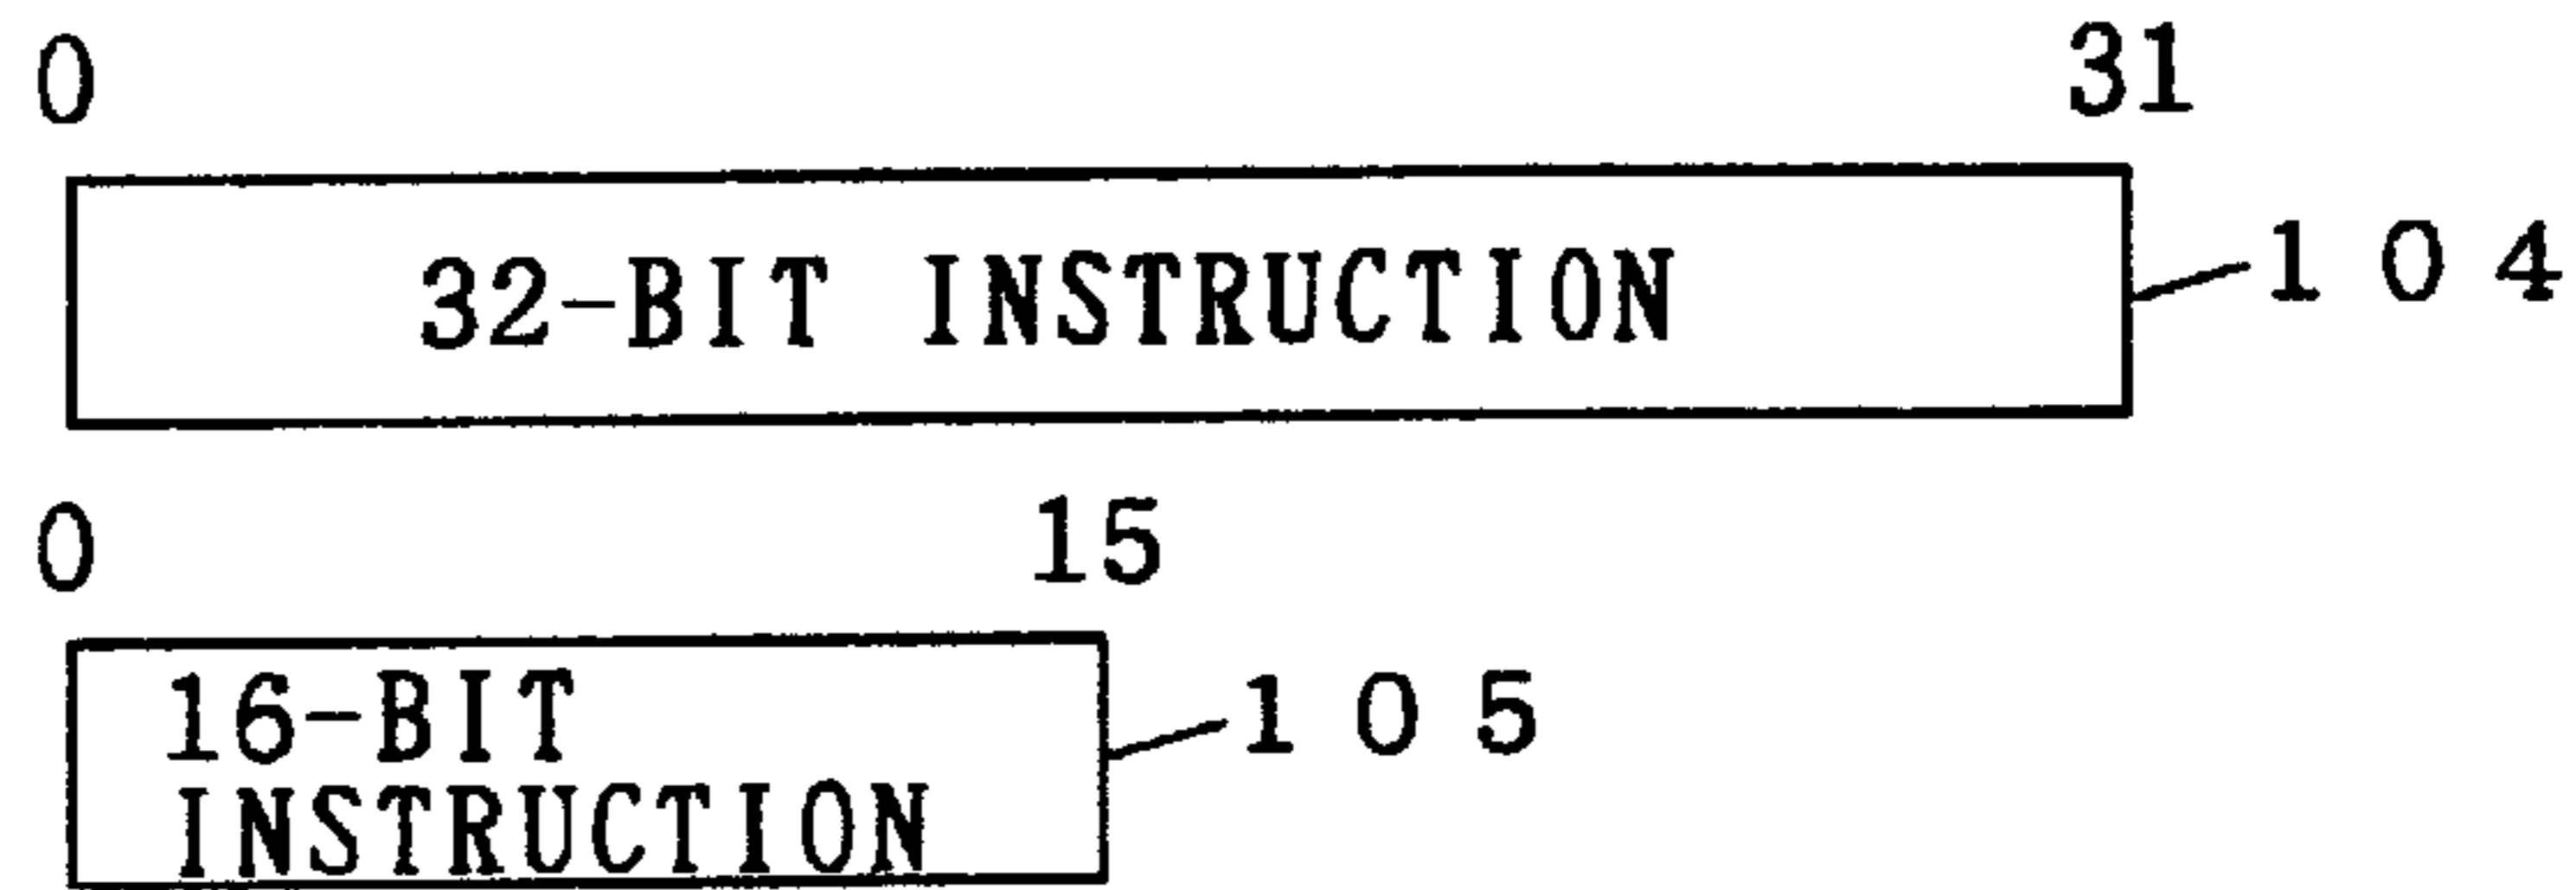 0 31
32-BIT INSTRUCTION 104
0 15
16-BIT 105
INSTRUCTION